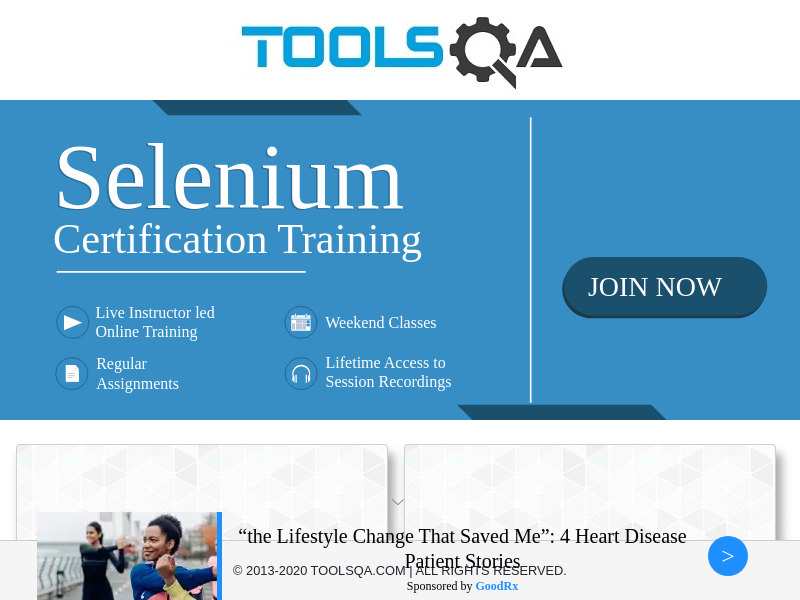 TOOLSQA
Selenium
Certification Training
JOIN NOW
Live Instructor led
Online Training
Weekend Classes
Regular
Assignments
Lifetime Access to
Session Recordings
“the Lifestyle Change That Saved Me”: 4 Heart Disease
Patient Stories
© 2013-2020 TOOLSQA.COM | ALL RIGHTS RESERVED.
Sponsored by GoodRx
>